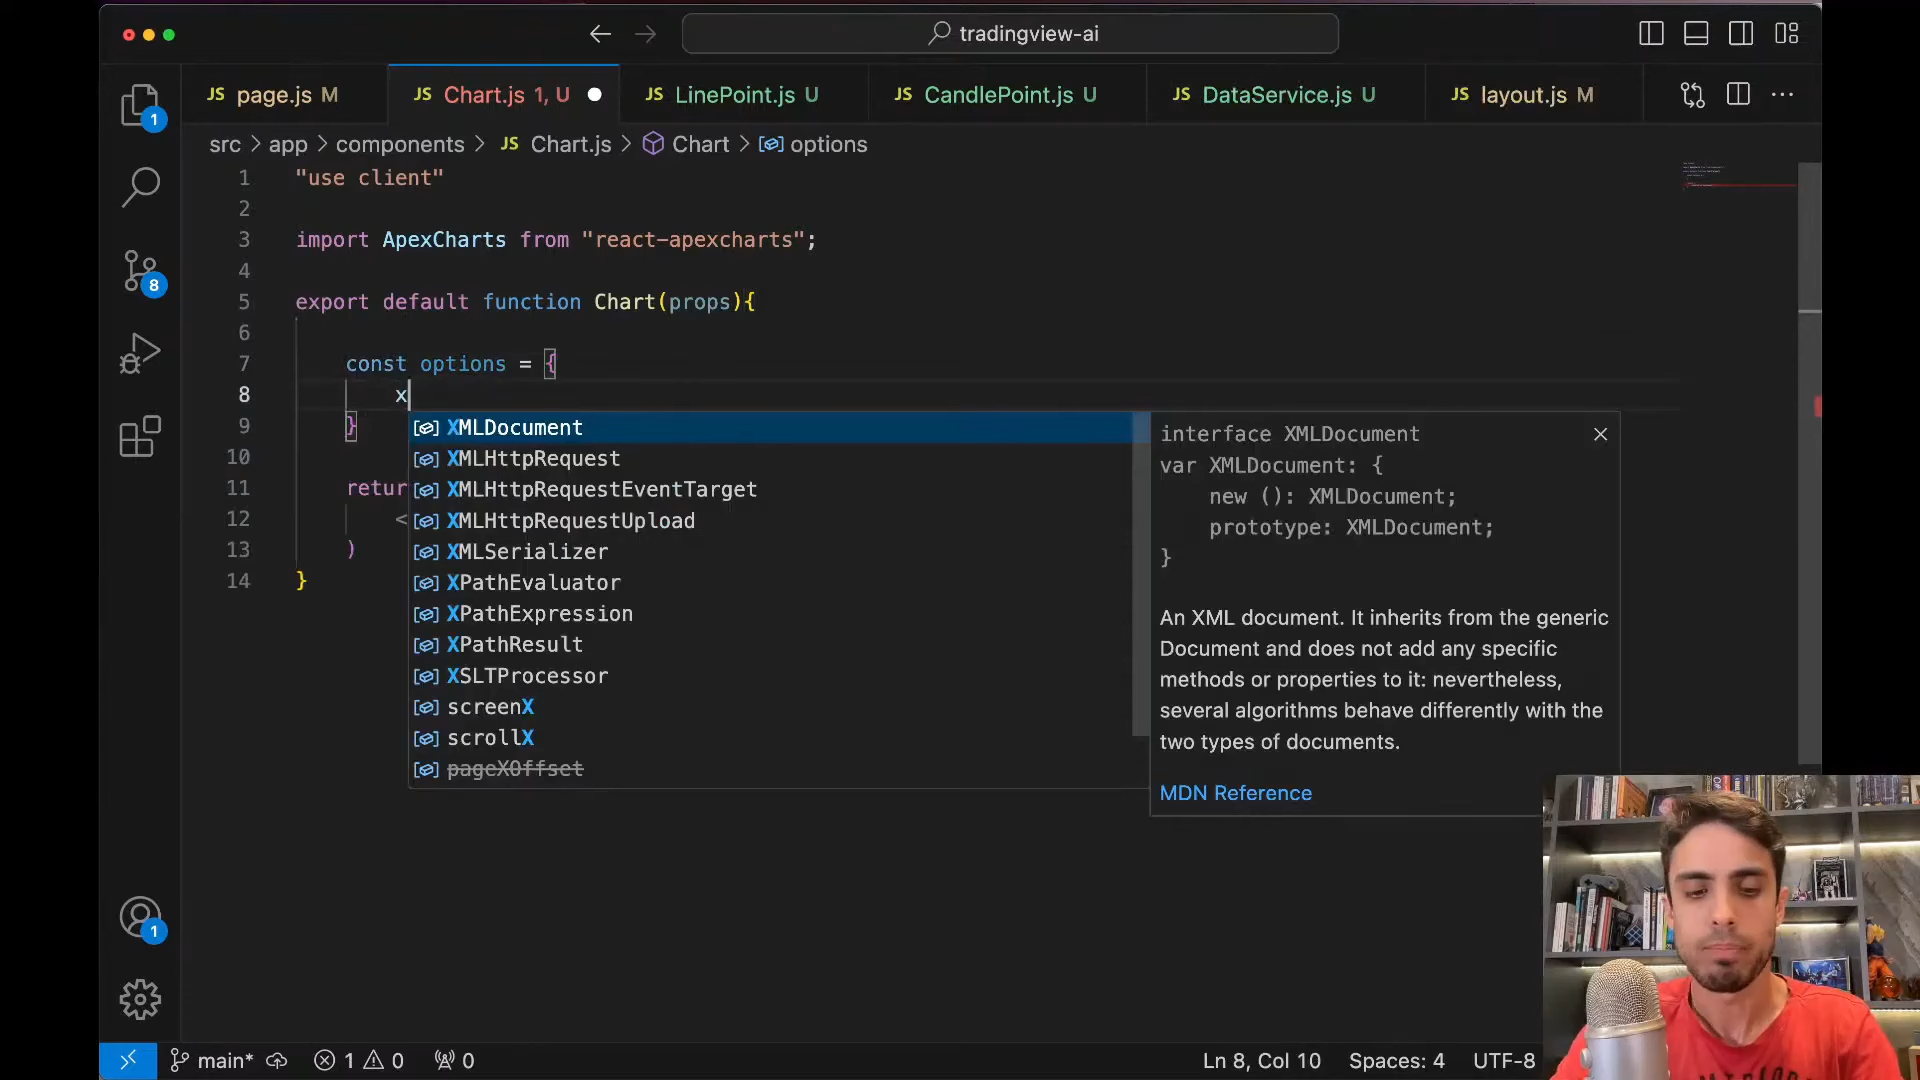 tradingview-ai
JS page.js M
JS Chart.js 1, U
JS LinePoint.js U
JS CandlePoint.js U
JS DataService.js U
JS layout.js M
src > app > components > JS Chart.js > Chart > options
1 "use client"
2
3 import ApexCharts from "react-apexcharts";
4
5 export default function Chart(props){
6
7 const options = {
8 x
9 }
10
11 retur
12 <
13 )
14 }
XMLDocument
XMLHttpRequest
XMLHttpRequestEventTarget
XMLHttpRequestUpload
XMLSerializer
XPathEvaluator
XPathExpression
XPathResult
XSLTProcessor
screenX
scrollX
pageXOffset
interface XMLDocument
var XMLDocument: {
new (): XMLDocument;
prototype: XMLDocument;
}
An XML document. It inherits from the generic
Document and does not add any specific
methods or properties to it: nevertheless,
several algorithms behave differently with the
two types of documents.
MDN Reference
1
8
1
main* 1 0 0
Ln 8, Col 10 Spaces: 4 UTF-8